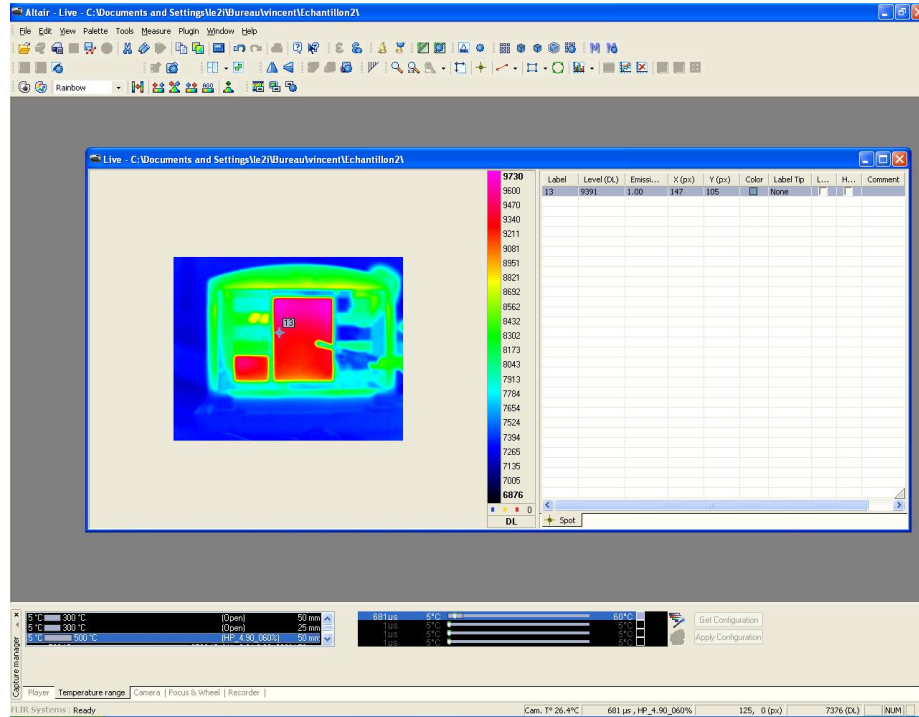 Altair - Live - C:\Documents and Settings\le2i\Bureau\vincent\Echantillon2\
File Edit View Palette Tools Measure Plugin Window Help
Rainbow
Live - C:\Documents and Settings\le2i\Bureau\vincent\Echantillon2\
Label Level (DL) Emissi... X (px) Y (px) Color Label Tip L... H... Comment
13 9391 1.00 147 105 None
13
9730
9600
9470
9340
9211
9081
8951
8821
8692
8562
8432
8302
8173
8043
7913
7784
7654
7524
7394
7265
7135
7005
6876
DL
Spot
Capture manager
5 °C 300 °C (Open) 50 mm
5 °C 300 °C (Open) 25 mm
5 °C 500 °C (HP_4.90_060%) 50 mm
681us 5°C 60°C
1us 5°C 5°C
1us 5°C 5°C
1us 5°C 5°C
Get Configuration
Apply Configuration
Player Temperature range Camera Focus & Wheel Recorder
FLIR Systems Ready Cam. T° 26.4°C 681 µs , HP_4.90_060% 125, 0 (px) 7376 (DL) NUM